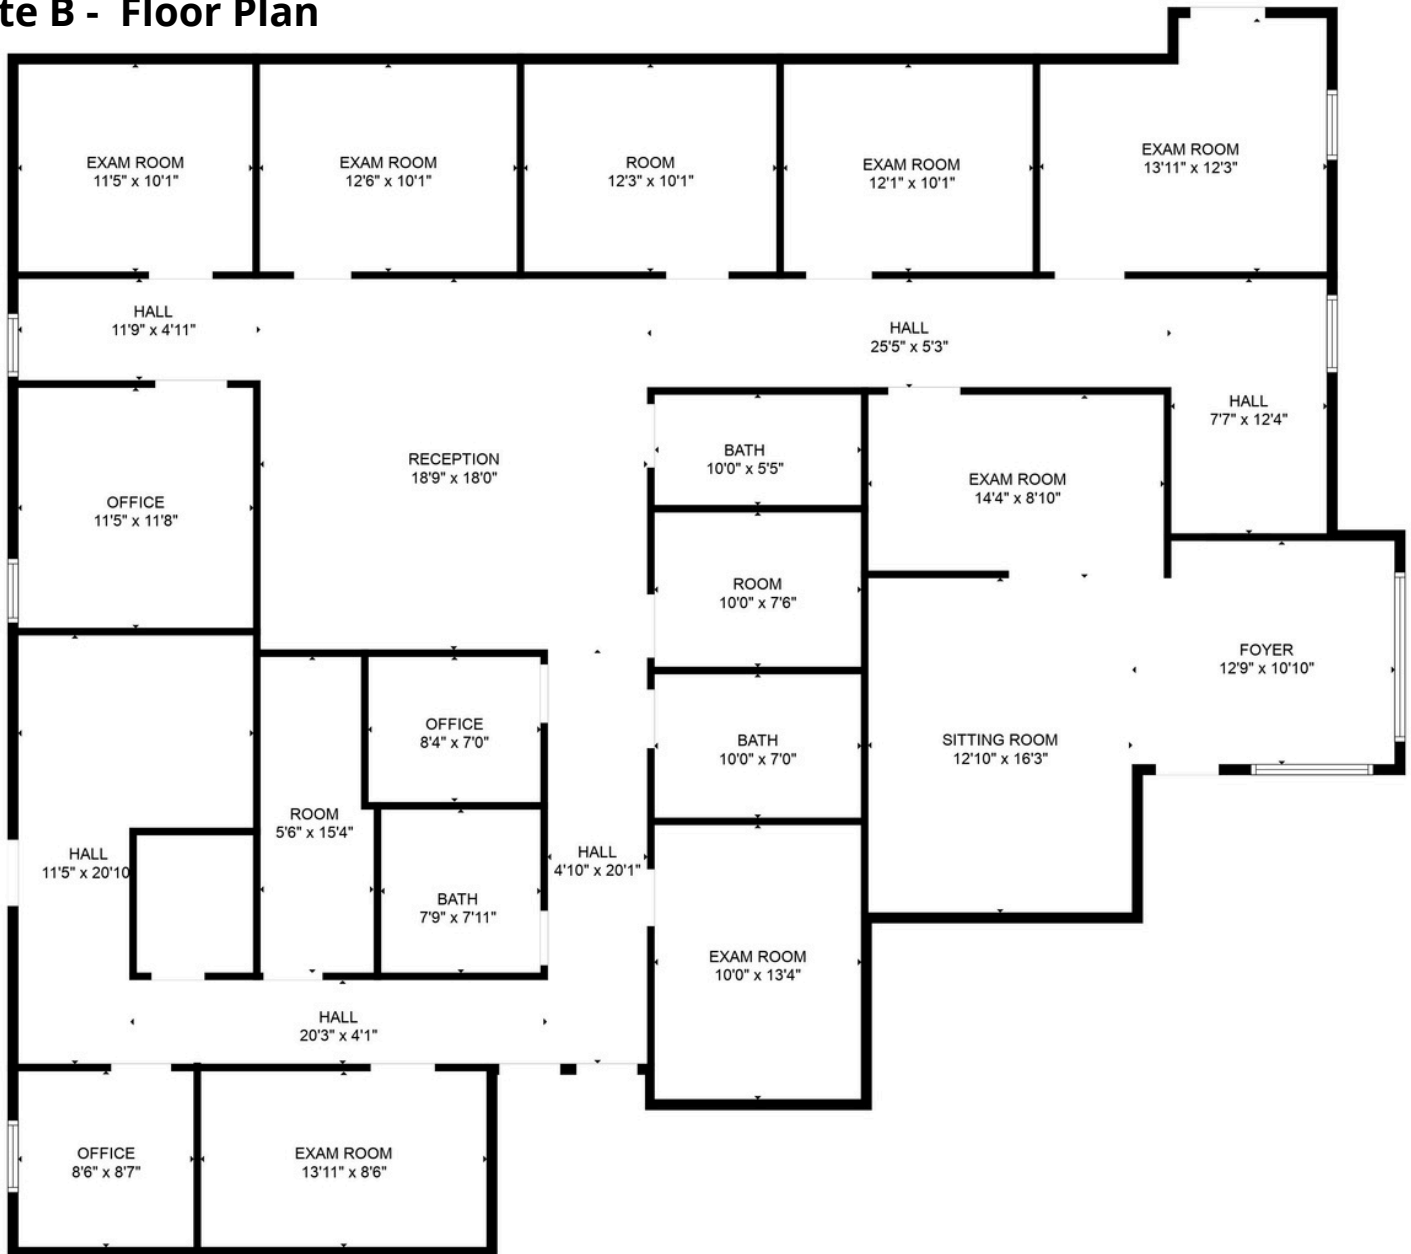 te B - Floor Plan
EXAM ROOM
11'5" x 10'1"
EXAM ROOM
12'6" x 10'1"
ROOM
12'3" x 10'1"
EXAM ROOM
12'1" x 10'1"
EXAM ROOM
13'11" x 12'3"
HALL
11'9" x 4'11"
HALL
25'5" x 5'3"
HALL
7'7" x 12'4"
OFFICE
11'5" x 11'8"
RECEPTION
18'9" x 18'0"
BATH
10'0" x 5'5"
EXAM ROOM
14'4" x 8'10"
ROOM
10'0" x 7'6"
FOYER
12'9" x 10'10"
OFFICE
8'4" x 7'0"
BATH
10'0" x 7'0"
SITTING ROOM
12'10" x 16'3"
ROOM
5'6" x 15'4"
HALL
11'5" x 20'10
HALL
4'10" x 20'1"
BATH
7'9" x 7'11"
EXAM ROOM
10'0" x 13'4"
HALL
20'3" x 4'1"
OFFICE
8'6" x 8'7"
EXAM ROOM
13'11" x 8'6"